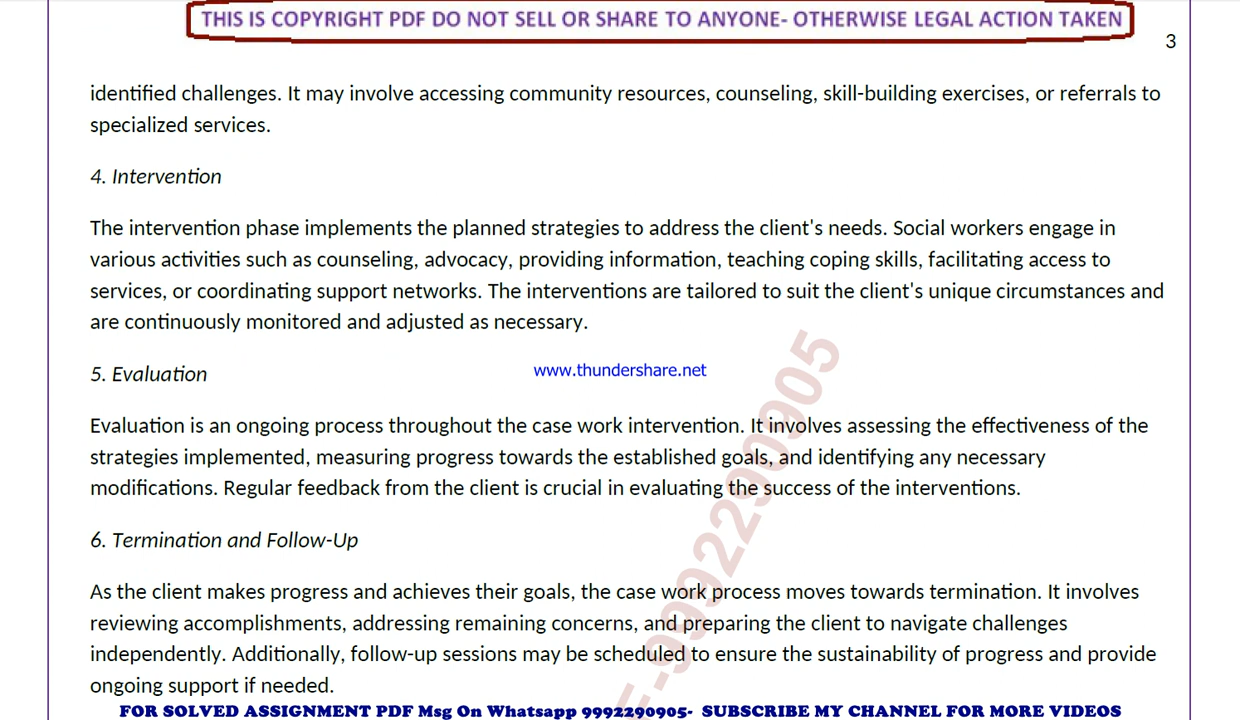 THIS IS COPYRIGHT PDF DO NOT SELL OR SHARE TO ANYONE- OTHERWISE LEGAL ACTION TAKEN
3
identified challenges. It may involve accessing community resources, counseling, skill-building exercises, or referrals to
specialized services.
4. Intervention
The intervention phase implements the planned strategies to address the client's needs. Social workers engage in
various activities such as counseling, advocacy, providing information, teaching coping skills, facilitating access to
services, or coordinating support networks. The interventions are tailored to suit the client's unique circumstances and
are continuously monitored and adjusted as necessary.
5. Evaluation
www.thundershare.net
Evaluation is an ongoing process throughout the case work intervention. It involves assessing the effectiveness of the
strategies implemented, measuring progress towards the established goals, and identifying any necessary
modifications. Regular feedback from the client is crucial in evaluating the success of the interventions.
6. Termination and Follow-Up
As the client makes progress and achieves their goals, the case work process moves towards termination. It involves
reviewing accomplishments, addressing remaining concerns, and preparing the client to navigate challenges
independently. Additionally, follow-up sessions may be scheduled to ensure the sustainability of progress and provide
ongoing support if needed.
FOR SOLVED ASSIGNMENT PDF Msg On Whatsapp 9992290905- SUBSCRIBE MY CHANNEL FOR MORE VIDEOS
-9992290905